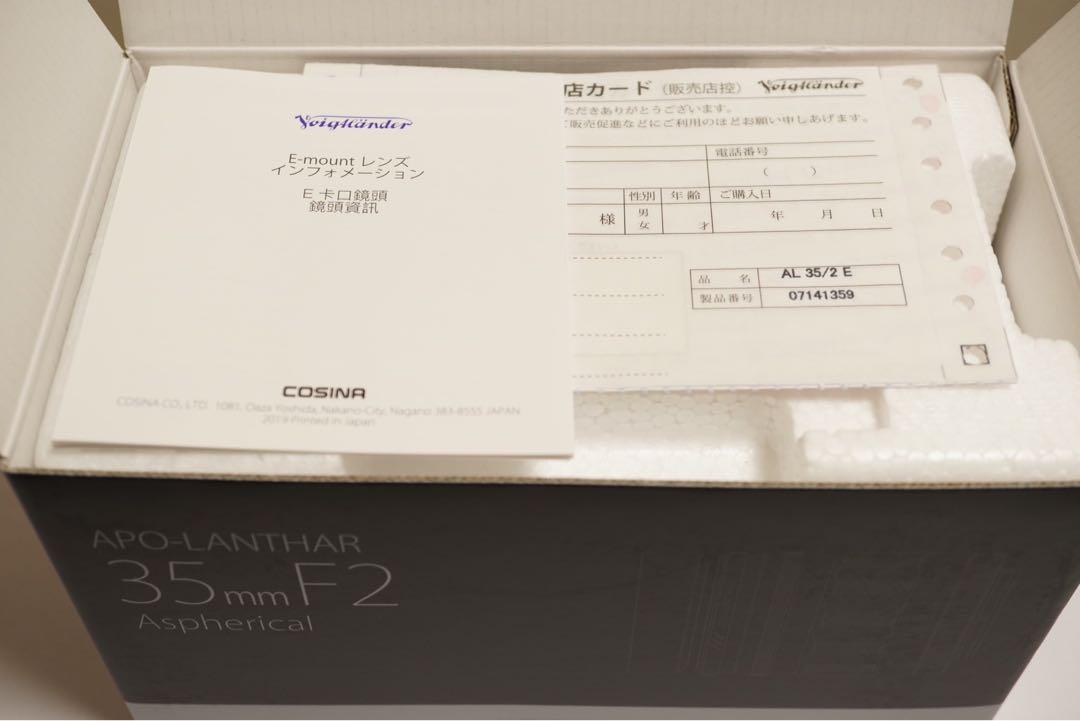 Voigtländer
E-mount レンズ
インフォメーション
E 卡口鏡頭
鏡頭資訊
COSINA
COSINA CO., LTD. 1081, Oaza Yoshida, Nakano-City, Nagano 383-8555 JAPAN
2019 Printed in Japan
店カード（販売店控） Voigtländer
ただきありがとうございます。
ご販売促進などにご利用のほどお願い申しあげます。
電話番号
（ ）
性別 年齢 ご購入日
様 男 女 才 年 月 日
品名 AL 35/2 E
製品番号 07141359
APO-LANTHAR
35mm F2
Aspherical